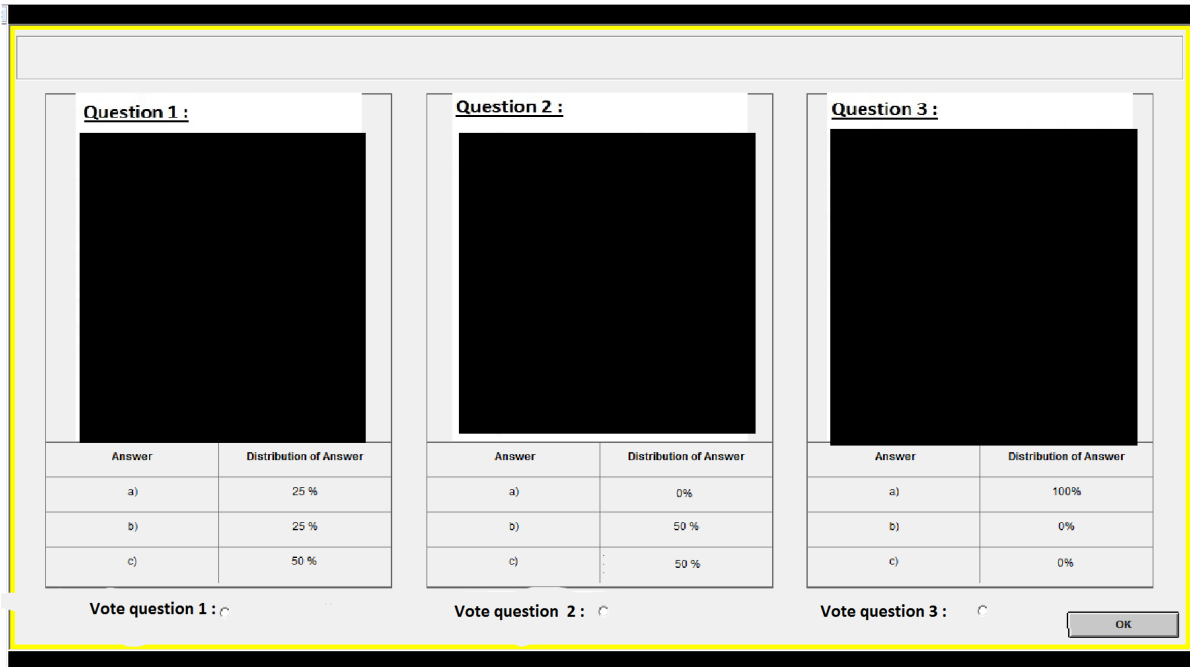 Question 1 :
Answer Distribution of Answer
a) 25 %
b) 25 %
c) 50 %
Vote question 1 :
Question 2 :
Answer Distribution of Answer
a) 0%
b) 50 %
c) 50 %
Vote question 2 :
Question 3 :
Answer Distribution of Answer
a) 100%
b) 0%
c) 0%
Vote question 3 :
OK